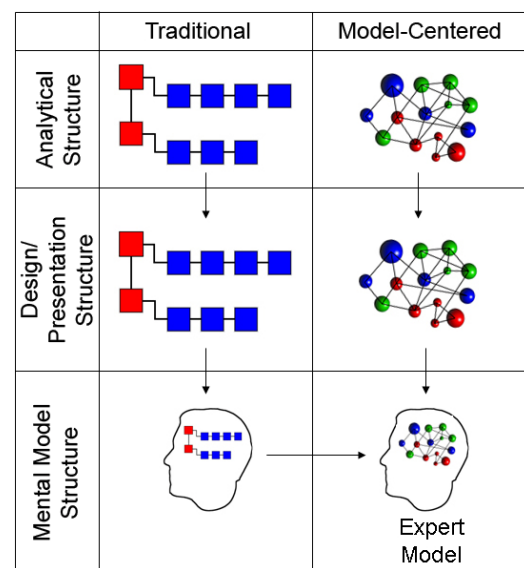 Traditional
Model-Centered
Analytical
Structure
Design/
Presentation
Structure
Mental Model
Structure
Expert
Model